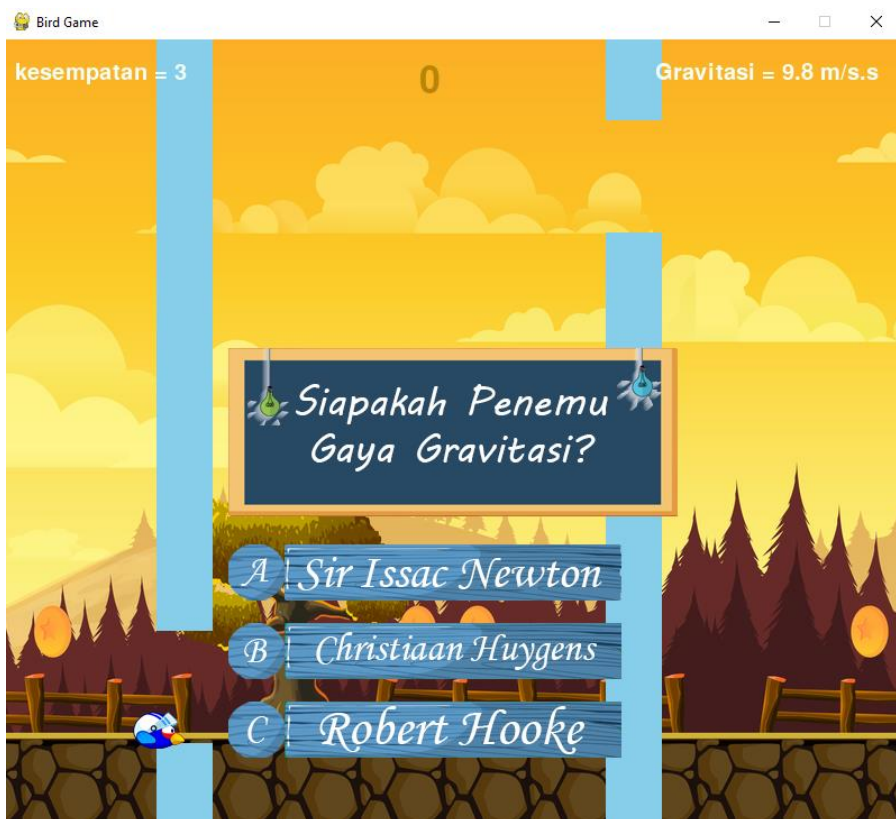 Bird Game
kesempatan = 3
0
Gravitasi = 9.8 m/s.s
Siapakah Penemu
Gaya Gravitasi?
A Sir Issac Newton
B Christiaan Huygens
C Robert Hooke